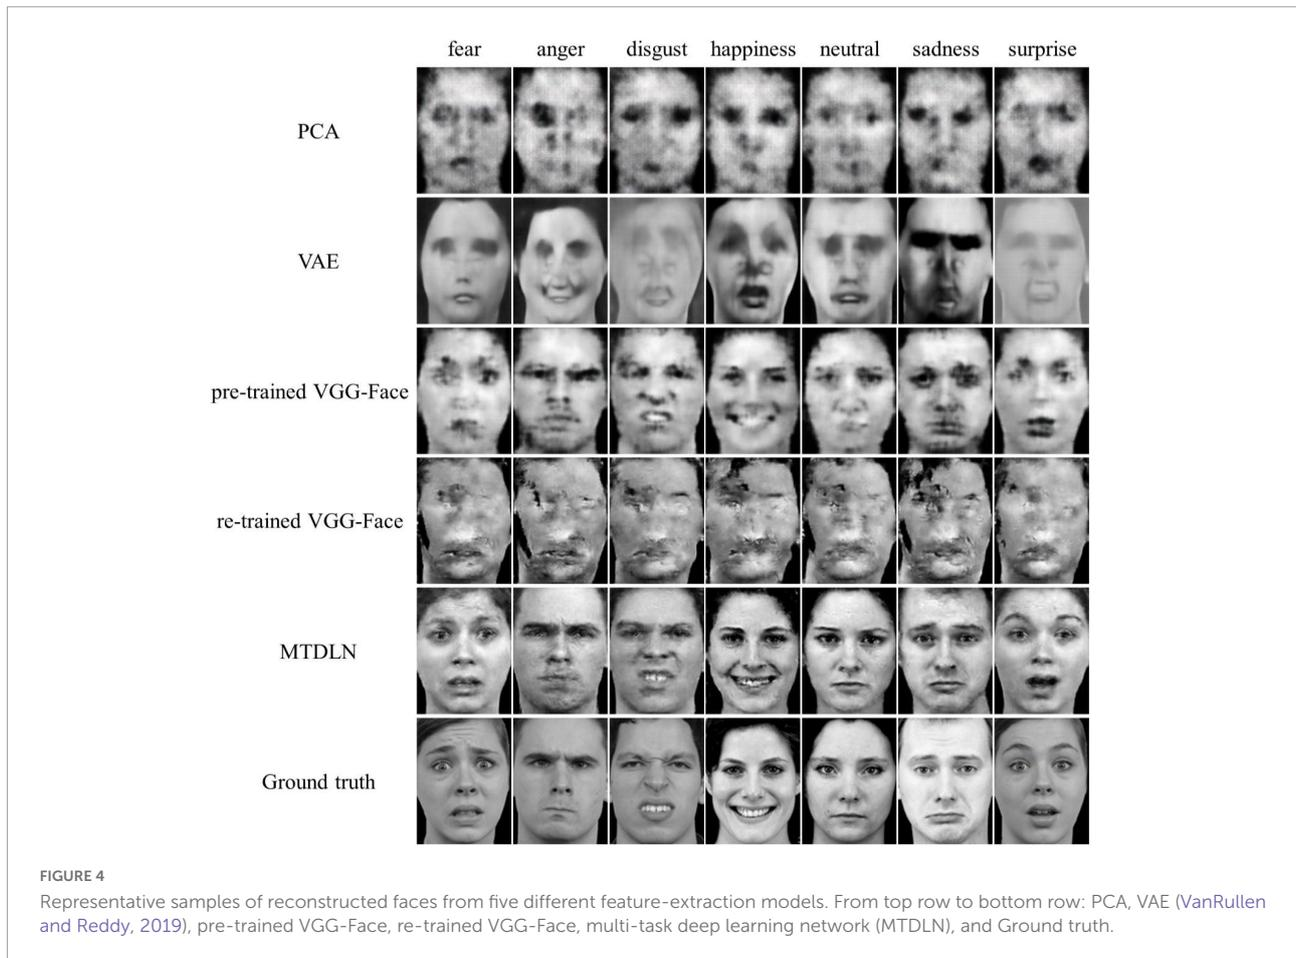 fear anger disgust happiness neutral sadness surprise
PCA
VAE
pre-trained VGG-Face
re-trained VGG-Face
MTDLN
Ground truth
FIGURE 4
Representative samples of reconstructed faces from five different feature-extraction models. From top row to bottom row: PCA, VAE (VanRullen
and Reddy, 2019), pre-trained VGG-Face, re-trained VGG-Face, multi-task deep learning network (MTDLN), and Ground truth.